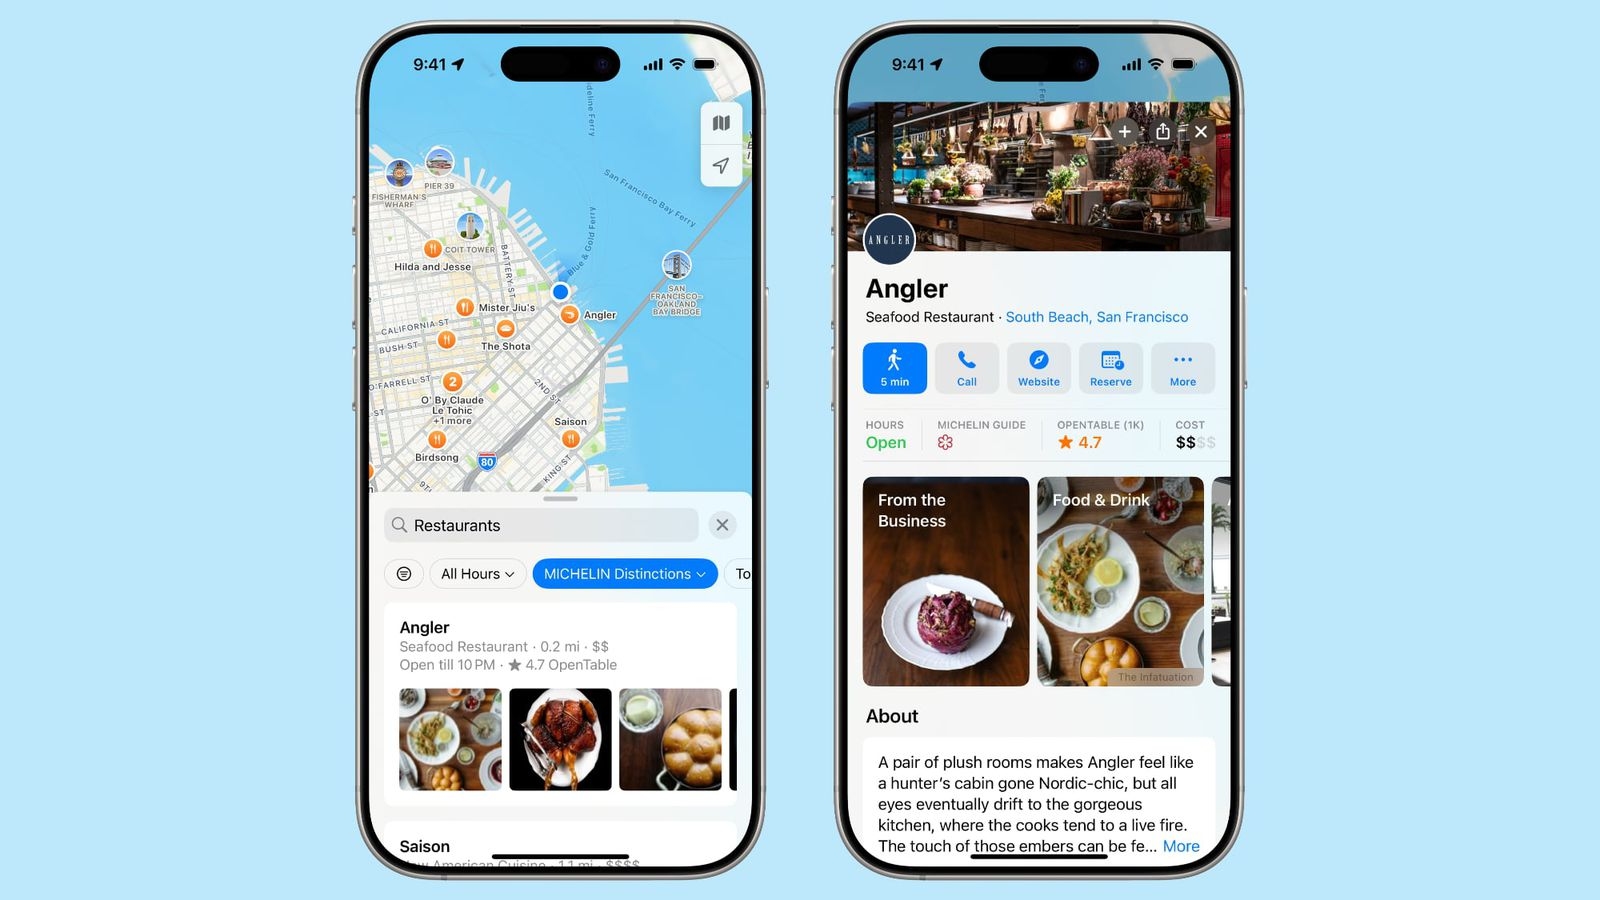 9:41
FISHERMAN'S
WHARF
PIER 39
COIT TOWER
Hilda and Jesse
BATTERY ST
Blue & Gold Ferry
San Francisco Bay Ferry
SAN
FRANCISCO–
OAKLAND
BAY BRIDGE
Mister Jiu's
Angler
CALIFORNIA ST
The Shota
BUSH ST
O'FARRELL ST
2
O' By Claude
Le Tohic
+1 more
2ND ST
Saison
Birdsong
80
KING ST
9TH
Restaurants
All Hours
MICHELIN Distinctions
To
Angler
Seafood Restaurant · 0.2 mi · $$
Open till 10 PM · ★ 4.7 OpenTable
Saison
New American Cuisine · 1.1 mi · $$$$
9:41
ANGLER
Angler
Seafood Restaurant · South Beach, San Francisco
5 min
Call
Website
Reserve
More
HOURS
Open
MICHELIN GUIDE
OPENTABLE (1K)
★ 4.7
COST
$$$$
From the
Business
Food & Drink
The Infatuation
About
A pair of plush rooms makes Angler feel like
a hunter's cabin gone Nordic-chic, but all
eyes eventually drift to the gorgeous
kitchen, where the cooks tend to a live fire.
The touch of those embers can be fe... More